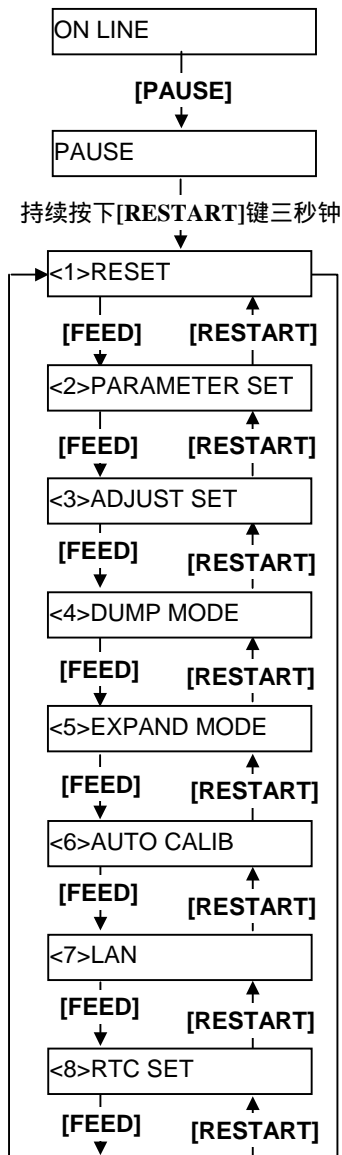 ON LINE
[PAUSE]
PAUSE
持续按下[RESTART]键三秒钟
<1>RESET
[FEED] [RESTART]
<2>PARAMETER SET
[FEED] [RESTART]
<3>ADJUST SET
[FEED] [RESTART]
<4>DUMP MODE
[FEED] [RESTART]
<5>EXPAND MODE
[FEED] [RESTART]
<6>AUTO CALIB
[FEED] [RESTART]
<7>LAN
[FEED] [RESTART]
<8>RTC SET
[FEED] [RESTART]